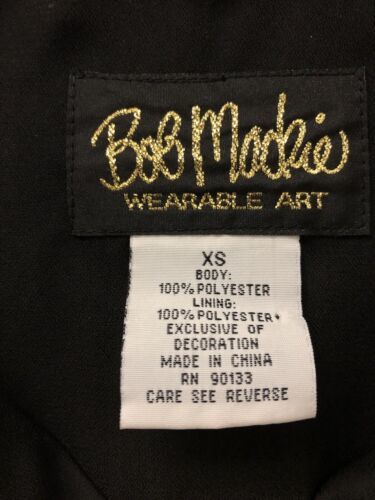 Bob Mackie
WEARABLE ART
XS
BODY:
100% POLYESTER
LINING:
100% POLYESTER
EXCLUSIVE OF
DECORATION
MADE IN CHINA
RN 90133
CARE SEE REVERSE